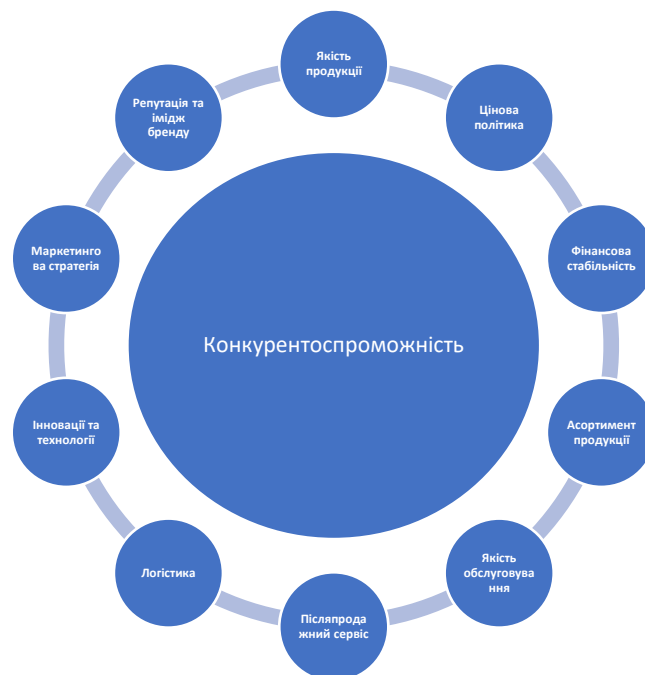 Якість
продукції
Цінова
політика
Фінансова
стабільність
Асортимент
продукції
Якість
обслуговува
ння
Післяпрода
жний сервіс
Логістика
Інновації та
технології
Маркетинго
ва стратегія
Репутація та
імідж
бренду
Конкурентоспроможність